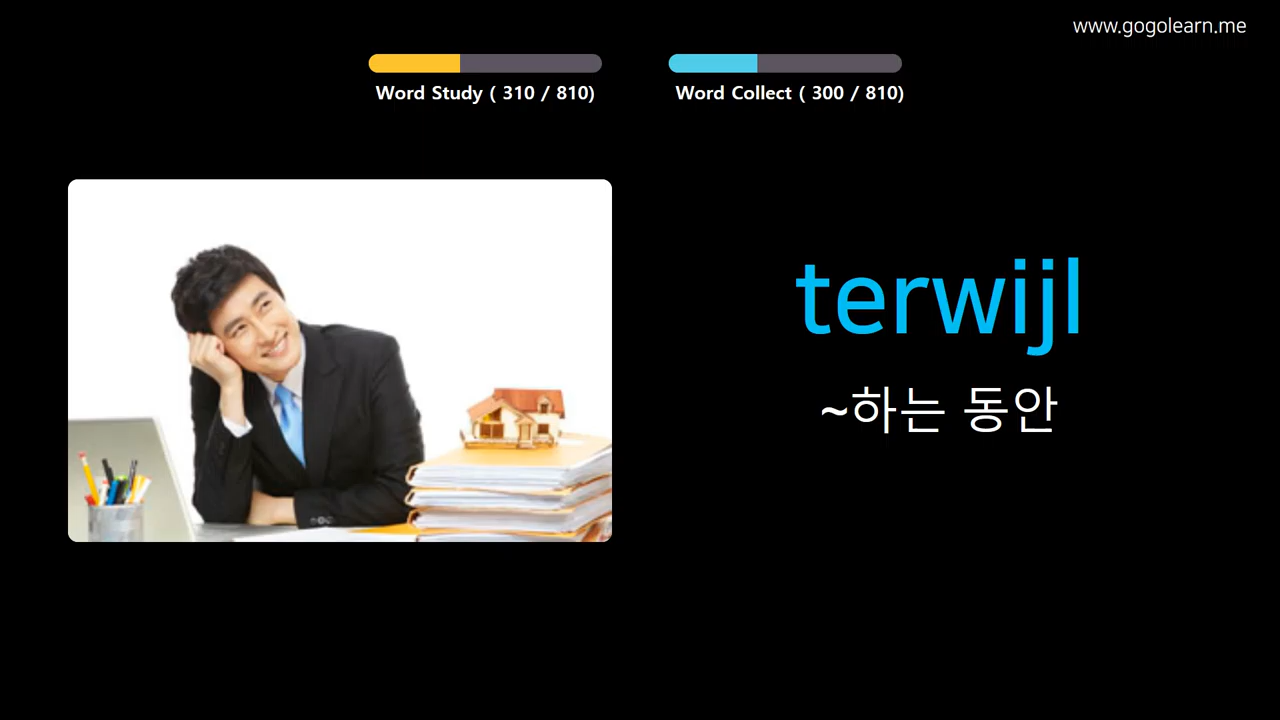 www.gogolearn.me
Word Study ( 310 / 810)
Word Collect ( 300 / 810)
terwijl
~하는 동안